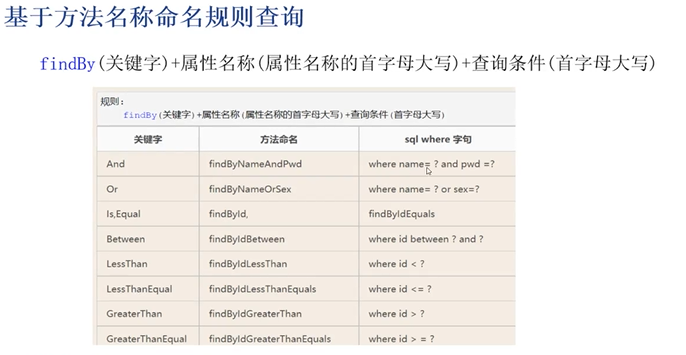 基于方法名称命名规则查询
findBy(关键字)+属性名称(属性名称的首字母大写)+查询条件(首字母大写)
规则：
findBy(关键字)+属性名称(属性名称的首字母大写)+查询条件(首字母大写)
关键字 方法命名 sql where 字句
And findByNameAndPwd where name= ? and pwd =?
Or findByNameOrSex where name= ? or sex=?
Is,Equal findById, findByIdEquals
Between findByIdBetween where id between ? and ?
LessThan findByIdLessThan where id < ?
LessThanEqual findByIdLessThanEquals where id <= ?
GreaterThan findByIdGreaterThan where id > ?
GreaterThanEqual findByIdGreaterThanEquals where id > = ?